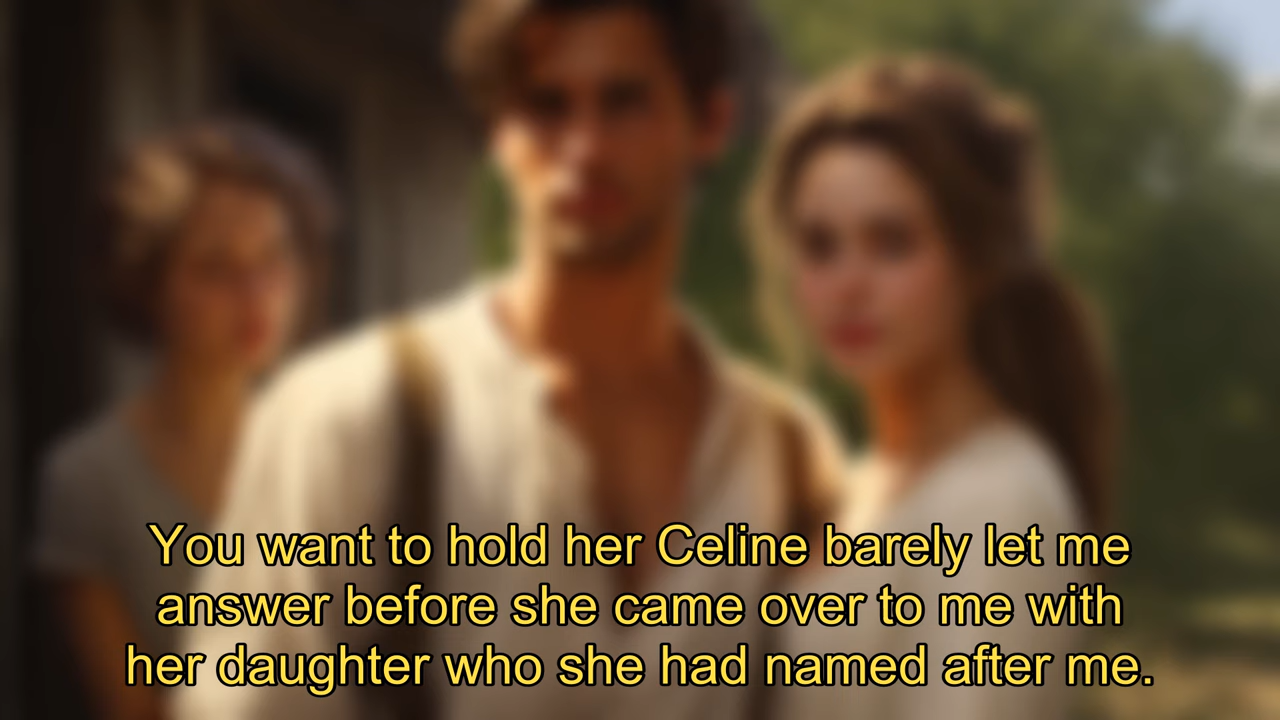 You want to hold her Celine barely let me
answer before she came over to me with
her daughter who she had named after me.